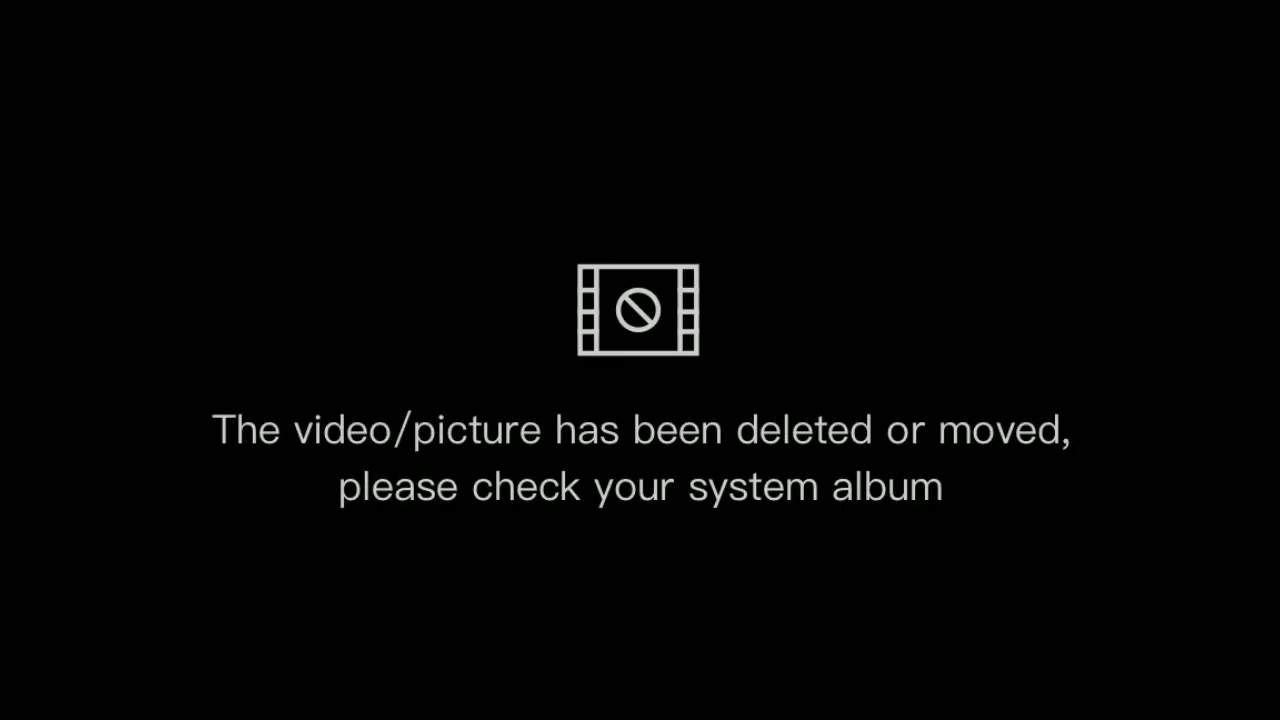 The video/picture has been deleted or moved,
please check your system album